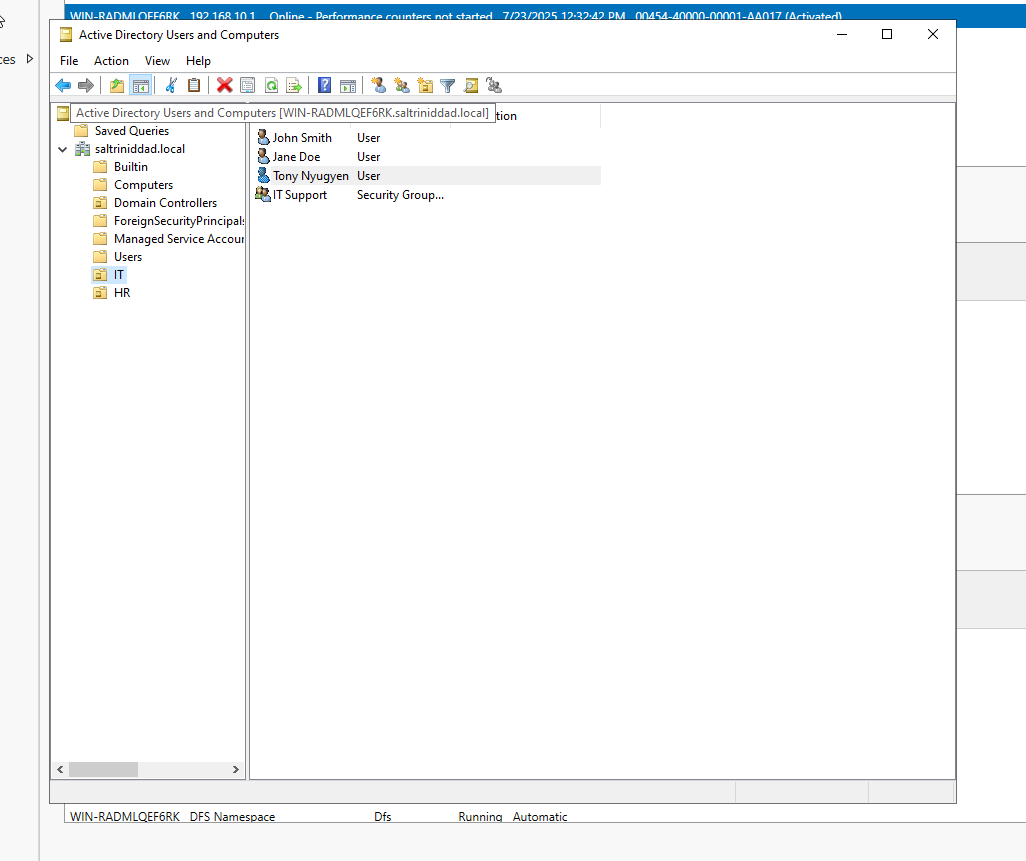 WIN-RADMLQEF6RK 192.168.10.1 Online - Performance counters not started 7/23/2025 12:32:42 PM 00454-40000-00001-AA017 (Activated)
Active Directory Users and Computers
File Action View Help
ces
Active Directory Users and Computers [WIN-RADMLQEF6RK.saltriniddad.local]
tion
Saved Queries
saltriniddad.local
Builtin
Computers
Domain Controllers
ForeignSecurityPrincipals
Managed Service Accoun
Users
IT
HR
John Smith User
Jane Doe User
Tony Nyugyen User
IT Support Security Group...
WIN-RADMLQEF6RK DFS Namespace Dfs Running Automatic